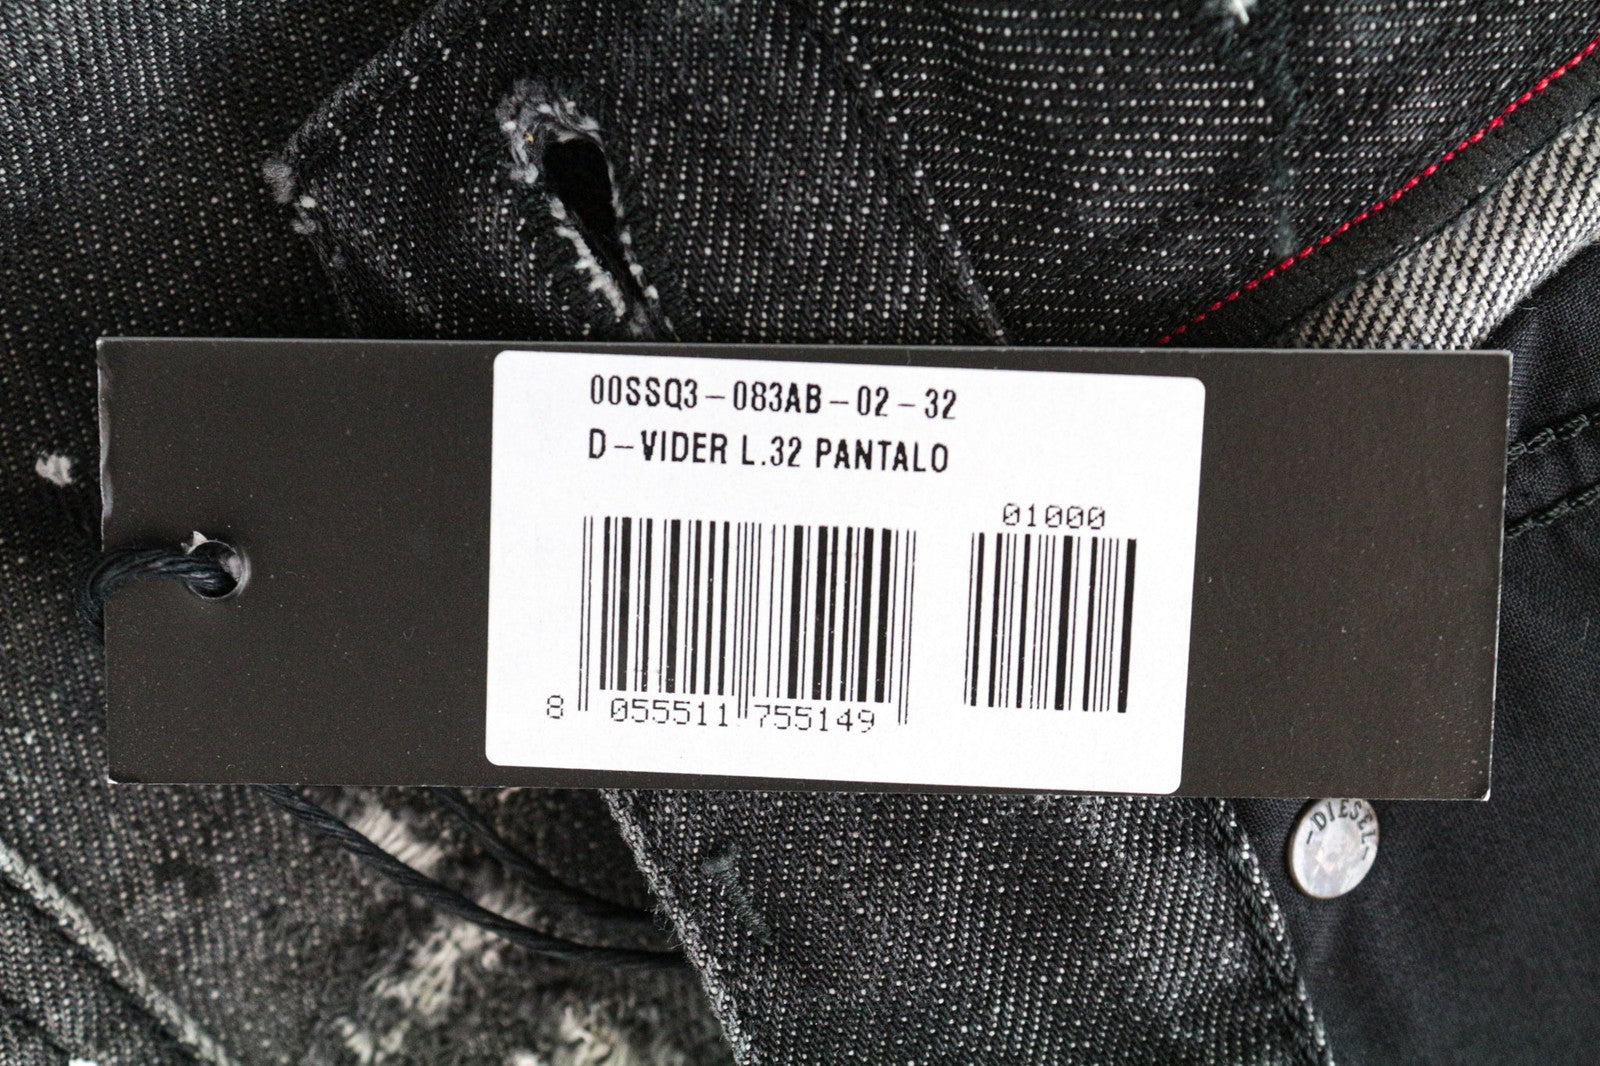 00SSQ3-083AB-02-32
D-VIDER L.32 PANTALO
01000
8 055511 755149
DIESEL